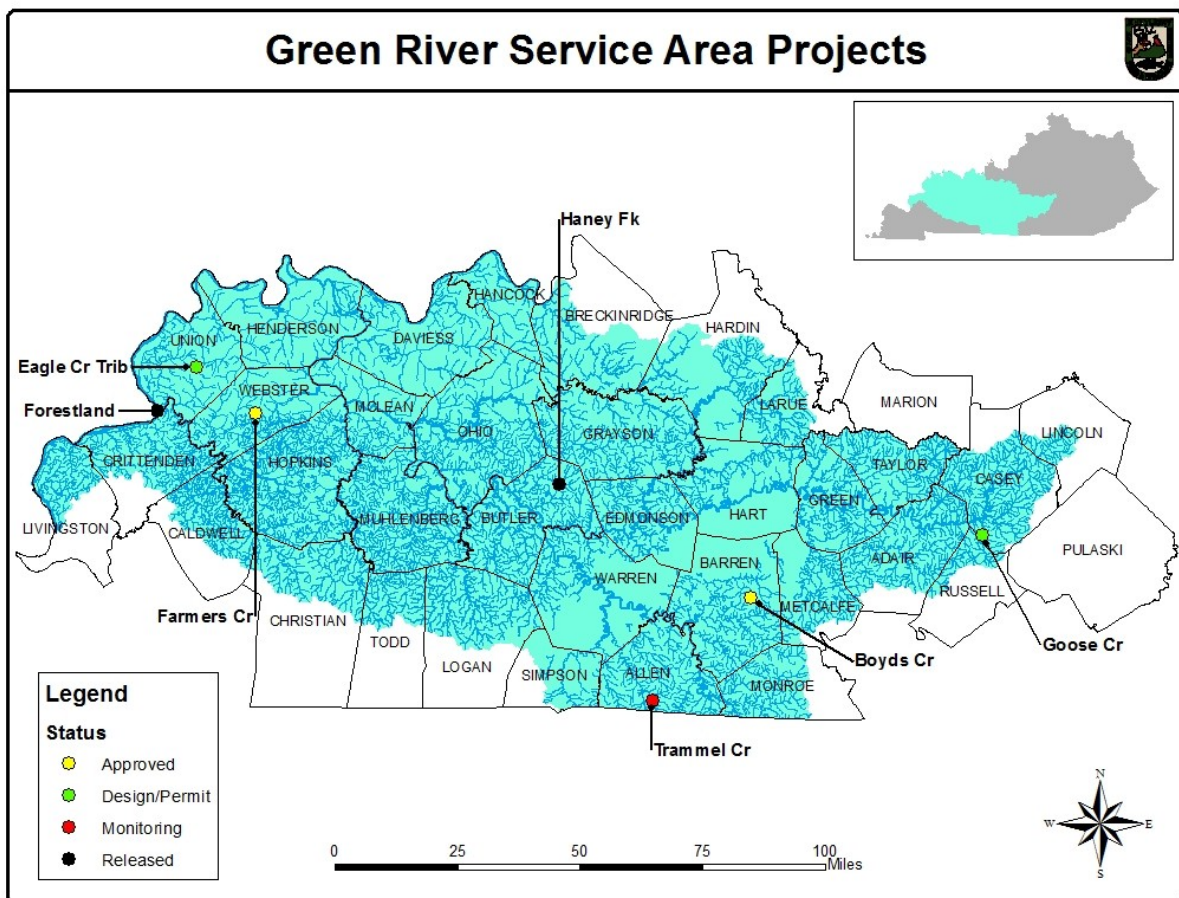 Green River Service Area Projects
Haney Fk
HANCOCK
BRECKINRIDGE
HENDERSON
HARDIN
UNION
DAVIESS
Eagle Cr Trib
WEBSTER
MARION
Forestland
MCLEAN
LARUE
OHIO
GRAYSON
LINCOLN
CRITTENDEN
HOPKINS
TAYLOR
CASEY
GREEN
LIVINGSTON
CALDWELL
MUHLENBERG
BUTLER
EDMONSON
HART
PULASKI
ADAIR
BARREN
WARREN
METCALFE
RUSSELL
Farmers Cr
CHRISTIAN
TODD
LOGAN
SIMPSON
ALLEN
MONROE
Boyds Cr
Goose Cr
Trammel Cr
Legend
Status
Approved
Design/Permit
Monitoring
Released
0 25 50 75 100
Miles
N
W E
S